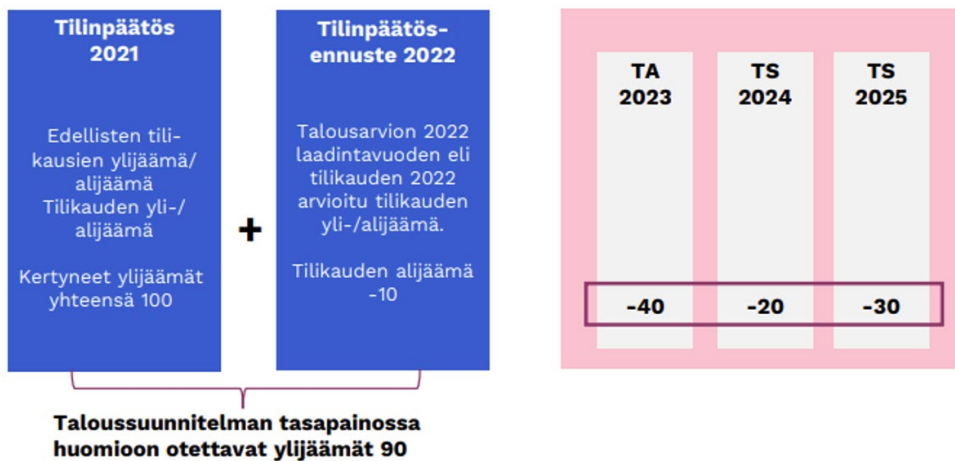 Tilinpäätös
2021
Edellisten tili-
kausien ylijäämä/
alijäämä
Tilikauden yli-/
alijäämä
Kertyneet ylijäämät
yhteensä 100
+
Tilinpäätös-
ennuste 2022
Talousarvion 2022
laadintavuoden eli
tilikauden 2022
arvioitu tilikauden
yli-/alijäämä.
Tilikauden alijäämä
-10
Taloussuunnitelman tasapainossa
huomioon otettavat ylijäämät 90
TA
2023
TS
2024
TS
2025
-40
-20
-30